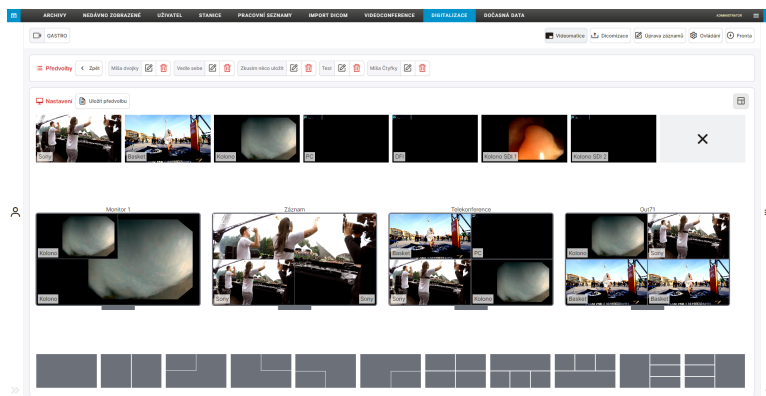 ARCHIVY NEDÁVNO ZOBRAZENÉ UŽIVATEL STANICE PRACOVNÍ SEZNAMY IMPORT DICOM VIDEOCONFERENCE DIGITALIZACE DOČASNÁ DATA ADMINISTRATOR
GASTRO Videomatice Dicomizace Úprava záznamů Ovládání Fronta
Předvolby Zpět Míša dvojky Vedle sebe Zkusím něco uložit Test Míša Čtyřky
Nastavení Uložit předvolbu
Sony Basket Kolono PC DFI Kolono SDI 1 Kolono SDI 2
Monitor 1 Záznam Telekonference Out71
Kolono Basket PC Kolono Sony
Kolono Sony Sony Sony Kolono Basket Basket